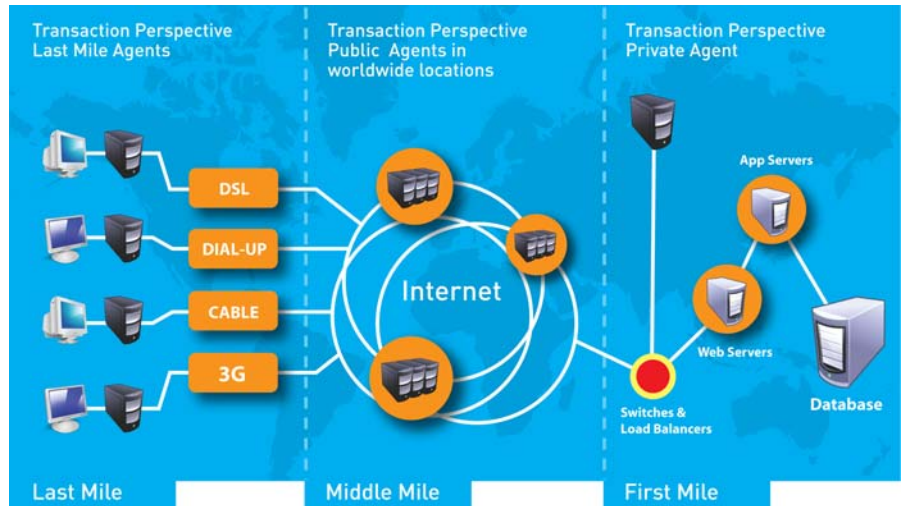 Transaction Perspective
Last Mile Agents
Transaction Perspective
Public Agents in
worldwide locations
Transaction Perspective
Private Agent
DSL
DIAL-UP
CABLE
3G
Internet
App Servers
Web Servers
Switches &
Load Balancers
Database
Last Mile
Middle Mile
First Mile